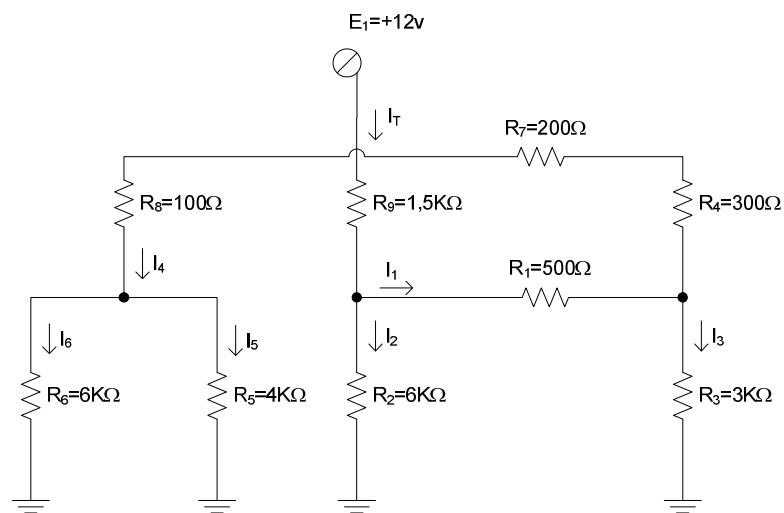 E₁=+12v
I_T
R₇=200Ω
R₈=100Ω
R₉=1,5KΩ
R₄=300Ω
I₄
I₁
R₁=500Ω
I₆
I₅
I₂
I₃
R₆=6KΩ
R₅=4KΩ
R₂=6KΩ
R₃=3KΩ